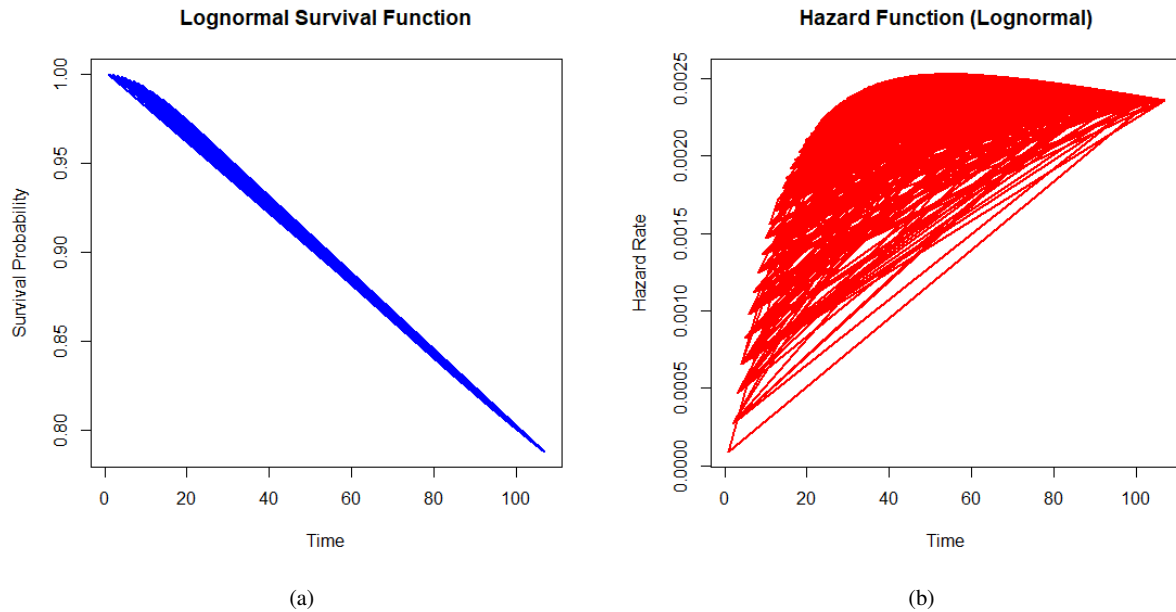 Lognormal Survival Function
Survival Probability
1.00
0.95
0.90
0.85
0.80
0 20 40 60 80 100
Time
(a)
Hazard Function (Lognormal)
Hazard Rate
0.0025
0.0020
0.0015
0.0010
0.0005
0.0000
0 20 40 60 80 100
Time
(b)